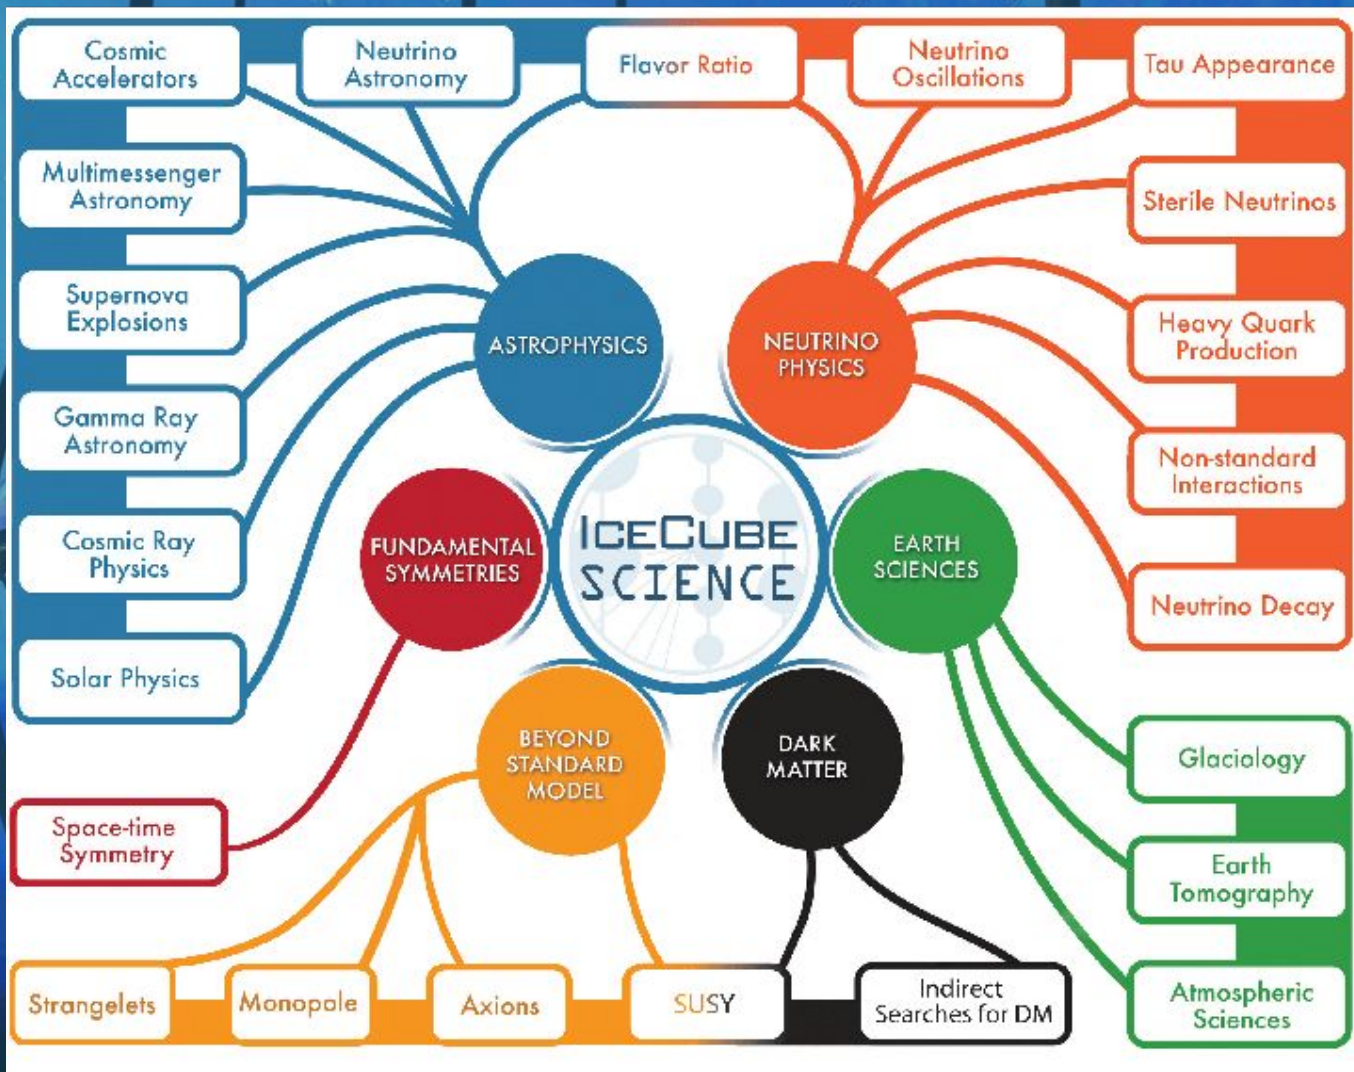 Cosmic
Accelerators
Neutrino
Astronomy
Flavor Ratio
Neutrino
Oscillations
Tau Appearance
Multimessenger
Astronomy
Sterile Neutrinos
Supernova
Explosions
Heavy Quark
Production
ASTROPHYSICS
NEUTRINO
PHYSICS
Gamma Ray
Astronomy
Non-standard
Interactions
Cosmic Ray
Physics
FUNDAMENTAL
SYMMETRIES
ICECUBE
SCIENCE
EARTH
SCIENCES
Neutrino Decay
Solar Physics
BEYOND
STANDARD
MODEL
DARK
MATTER
Glaciology
Space-time
Symmetry
Earth
Tomography
Strangelets
Monopole
Axions
SUSY
Indirect
Searches for DM
Atmospheric
Sciences